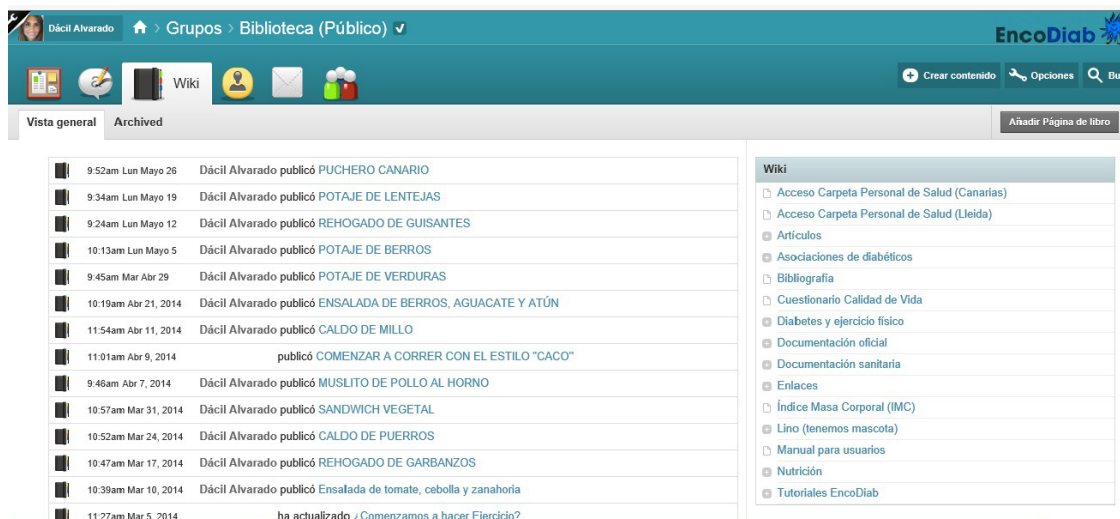 Dácil Alvarado > Grupos > Biblioteca (Público)
EncoDiab
Wiki
Crear contenido Opciones Bu
Vista general Archived
Añadir Página de libro
9:52am Lun Mayo 26 Dácil Alvarado publicó PUCHERO CANARIO
9:34am Lun Mayo 19 Dácil Alvarado publicó POTAJE DE LENTEJAS
9:24am Lun Mayo 12 Dácil Alvarado publicó REHOGADO DE GUISANTES
10:13am Lun Mayo 5 Dácil Alvarado publicó POTAJE DE BERROS
9:45am Mar Abr 29 Dácil Alvarado publicó POTAJE DE VERDURAS
10:19am Abr 21, 2014 Dácil Alvarado publicó ENSALADA DE BERROS, AGUACATE Y ATÚN
11:54am Abr 11, 2014 Dácil Alvarado publicó CALDO DE MILLO
11:01am Abr 9, 2014 publicó COMENZAR A CORRER CON EL ESTILO "CACO"
9:46am Abr 7, 2014 Dácil Alvarado publicó MUSLITO DE POLLO AL HORNO
10:57am Mar 31, 2014 Dácil Alvarado publicó SANDWICH VEGETAL
10:52am Mar 24, 2014 Dácil Alvarado publicó CALDO DE PUERROS
10:47am Mar 17, 2014 Dácil Alvarado publicó REHOGADO DE GARBANZOS
10:39am Mar 10, 2014 Dácil Alvarado publicó Ensalada de tomate, cebolla y zanahoria
11:27am Mar 5, 2014 ha actualizado ¿Comenzamos a hacer Ejercicio?
Wiki
Acceso Carpeta Personal de Salud (Canarias)
Acceso Carpeta Personal de Salud (Lleida)
Artículos
Asociaciones de diabéticos
Bibliografía
Cuestionario Calidad de Vida
Diabetes y ejercicio físico
Documentación oficial
Documentación sanitaria
Enlaces
Índice Masa Corporal (IMC)
Lino (tenemos mascota)
Manual para usuarios
Nutrición
Tutoriales EncoDiab